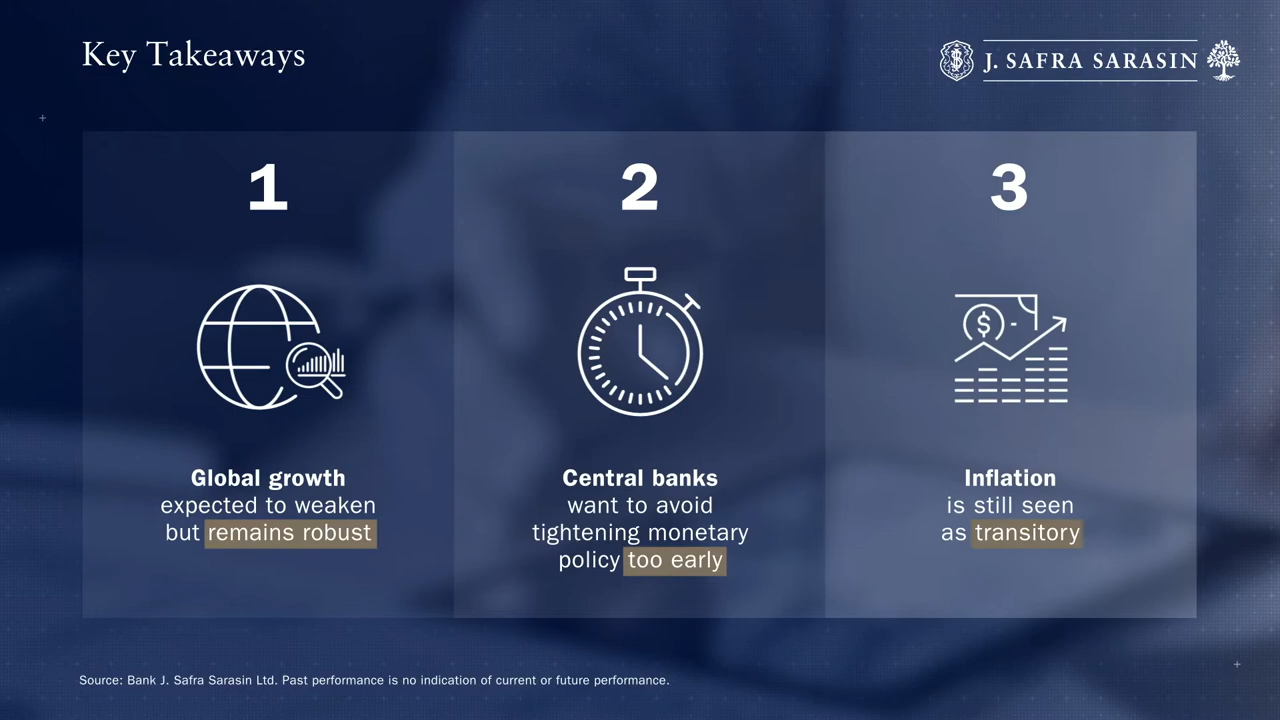 Key Takeaways
J. SAFRA SARASIN
1
Global growth
expected to weaken
but remains robust
2
Central banks
want to avoid
tightening monetary
policy too early
3
$
Inflation
is still seen
as transitory
Source: Bank J. Safra Sarasin Ltd. Past performance is no indication of current or future performance.